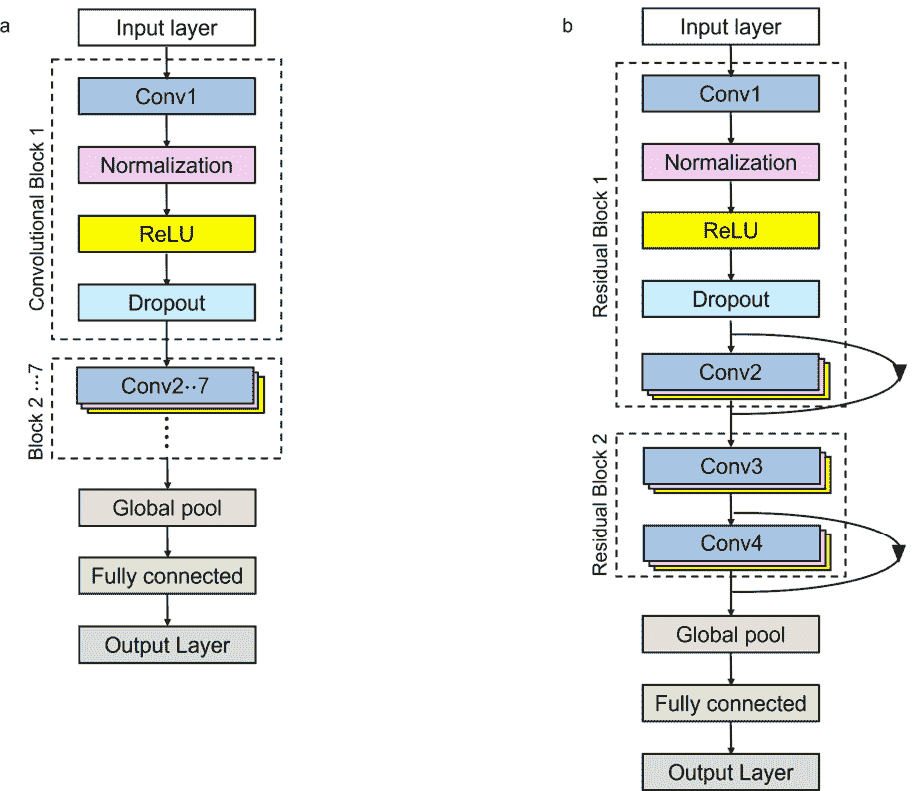 a
Input layer
Convolutional Block 1
Conv1
Normalization
ReLU
Dropout
Block 2 ...7
Conv2··7
Global pool
Fully connected
Output Layer
b
Input layer
Residual Block 1
Conv1
Normalization
ReLU
Dropout
Conv2
Residual Block 2
Conv3
Conv4
Global pool
Fully connected
Output Layer